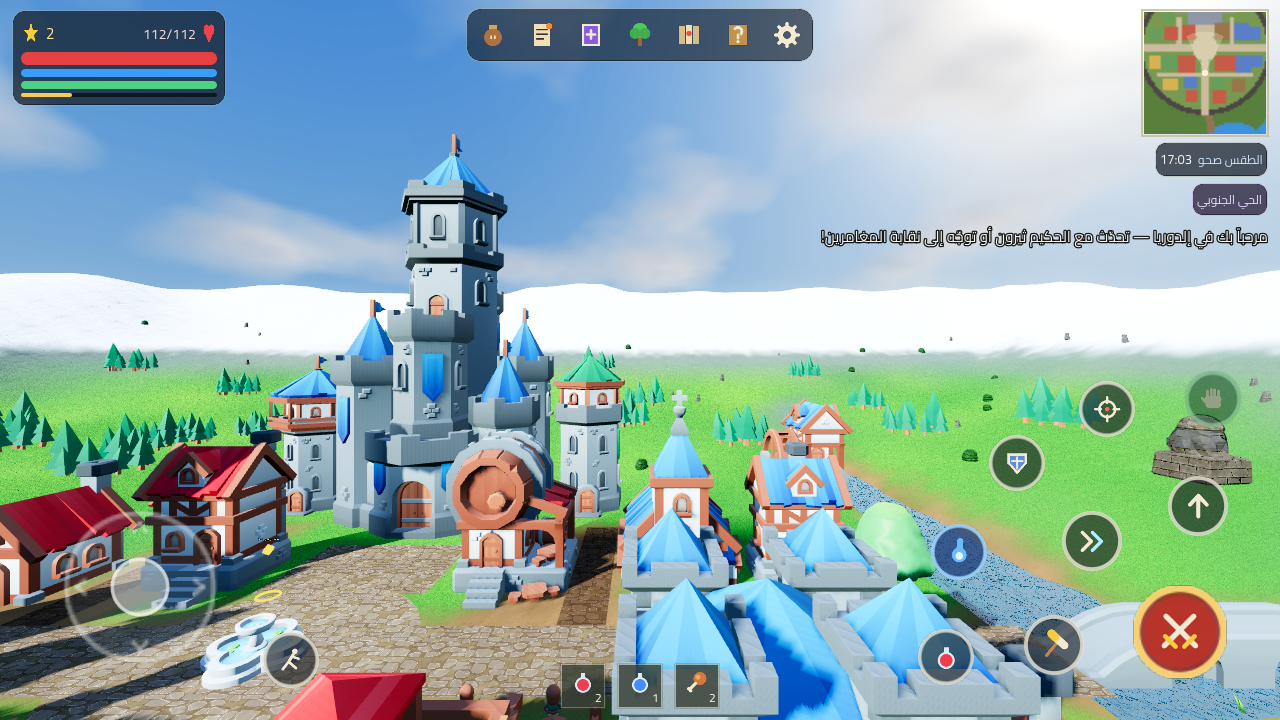 2
112/112
17:03 الطقس صحو
الحي الجنوبي
مرحباً بك في إلدوريا — تحدّث مع الحكيم ثيرون أو توجّه إلى نقابة المغامرين!
2
1
2